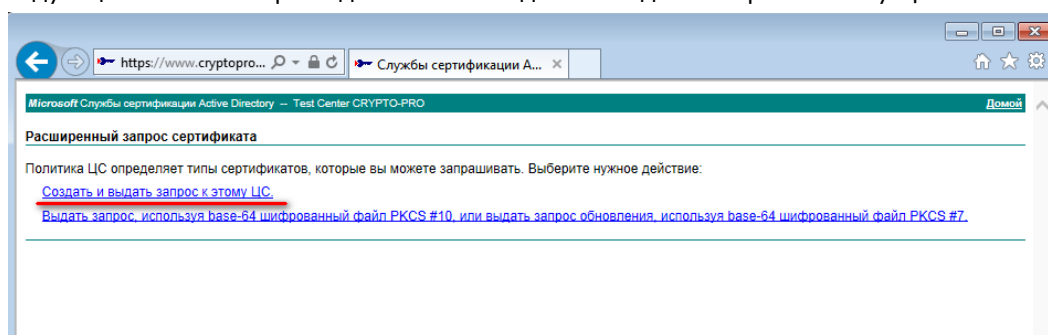 https://www.cryptopro...
Службы сертификации A...
Microsoft Службы сертификации Active Directory -- Test Center CRYPTO-PRO
Домой
Расширенный запрос сертификата
Политика ЦС определяет типы сертификатов, которые вы можете запрашивать. Выберите нужное действие:
Создать и выдать запрос к этому ЦС.
Выдать запрос, используя base-64 шифрованный файл PKCS #10, или выдать запрос обновления, используя base-64 шифрованный файл PKCS #7.